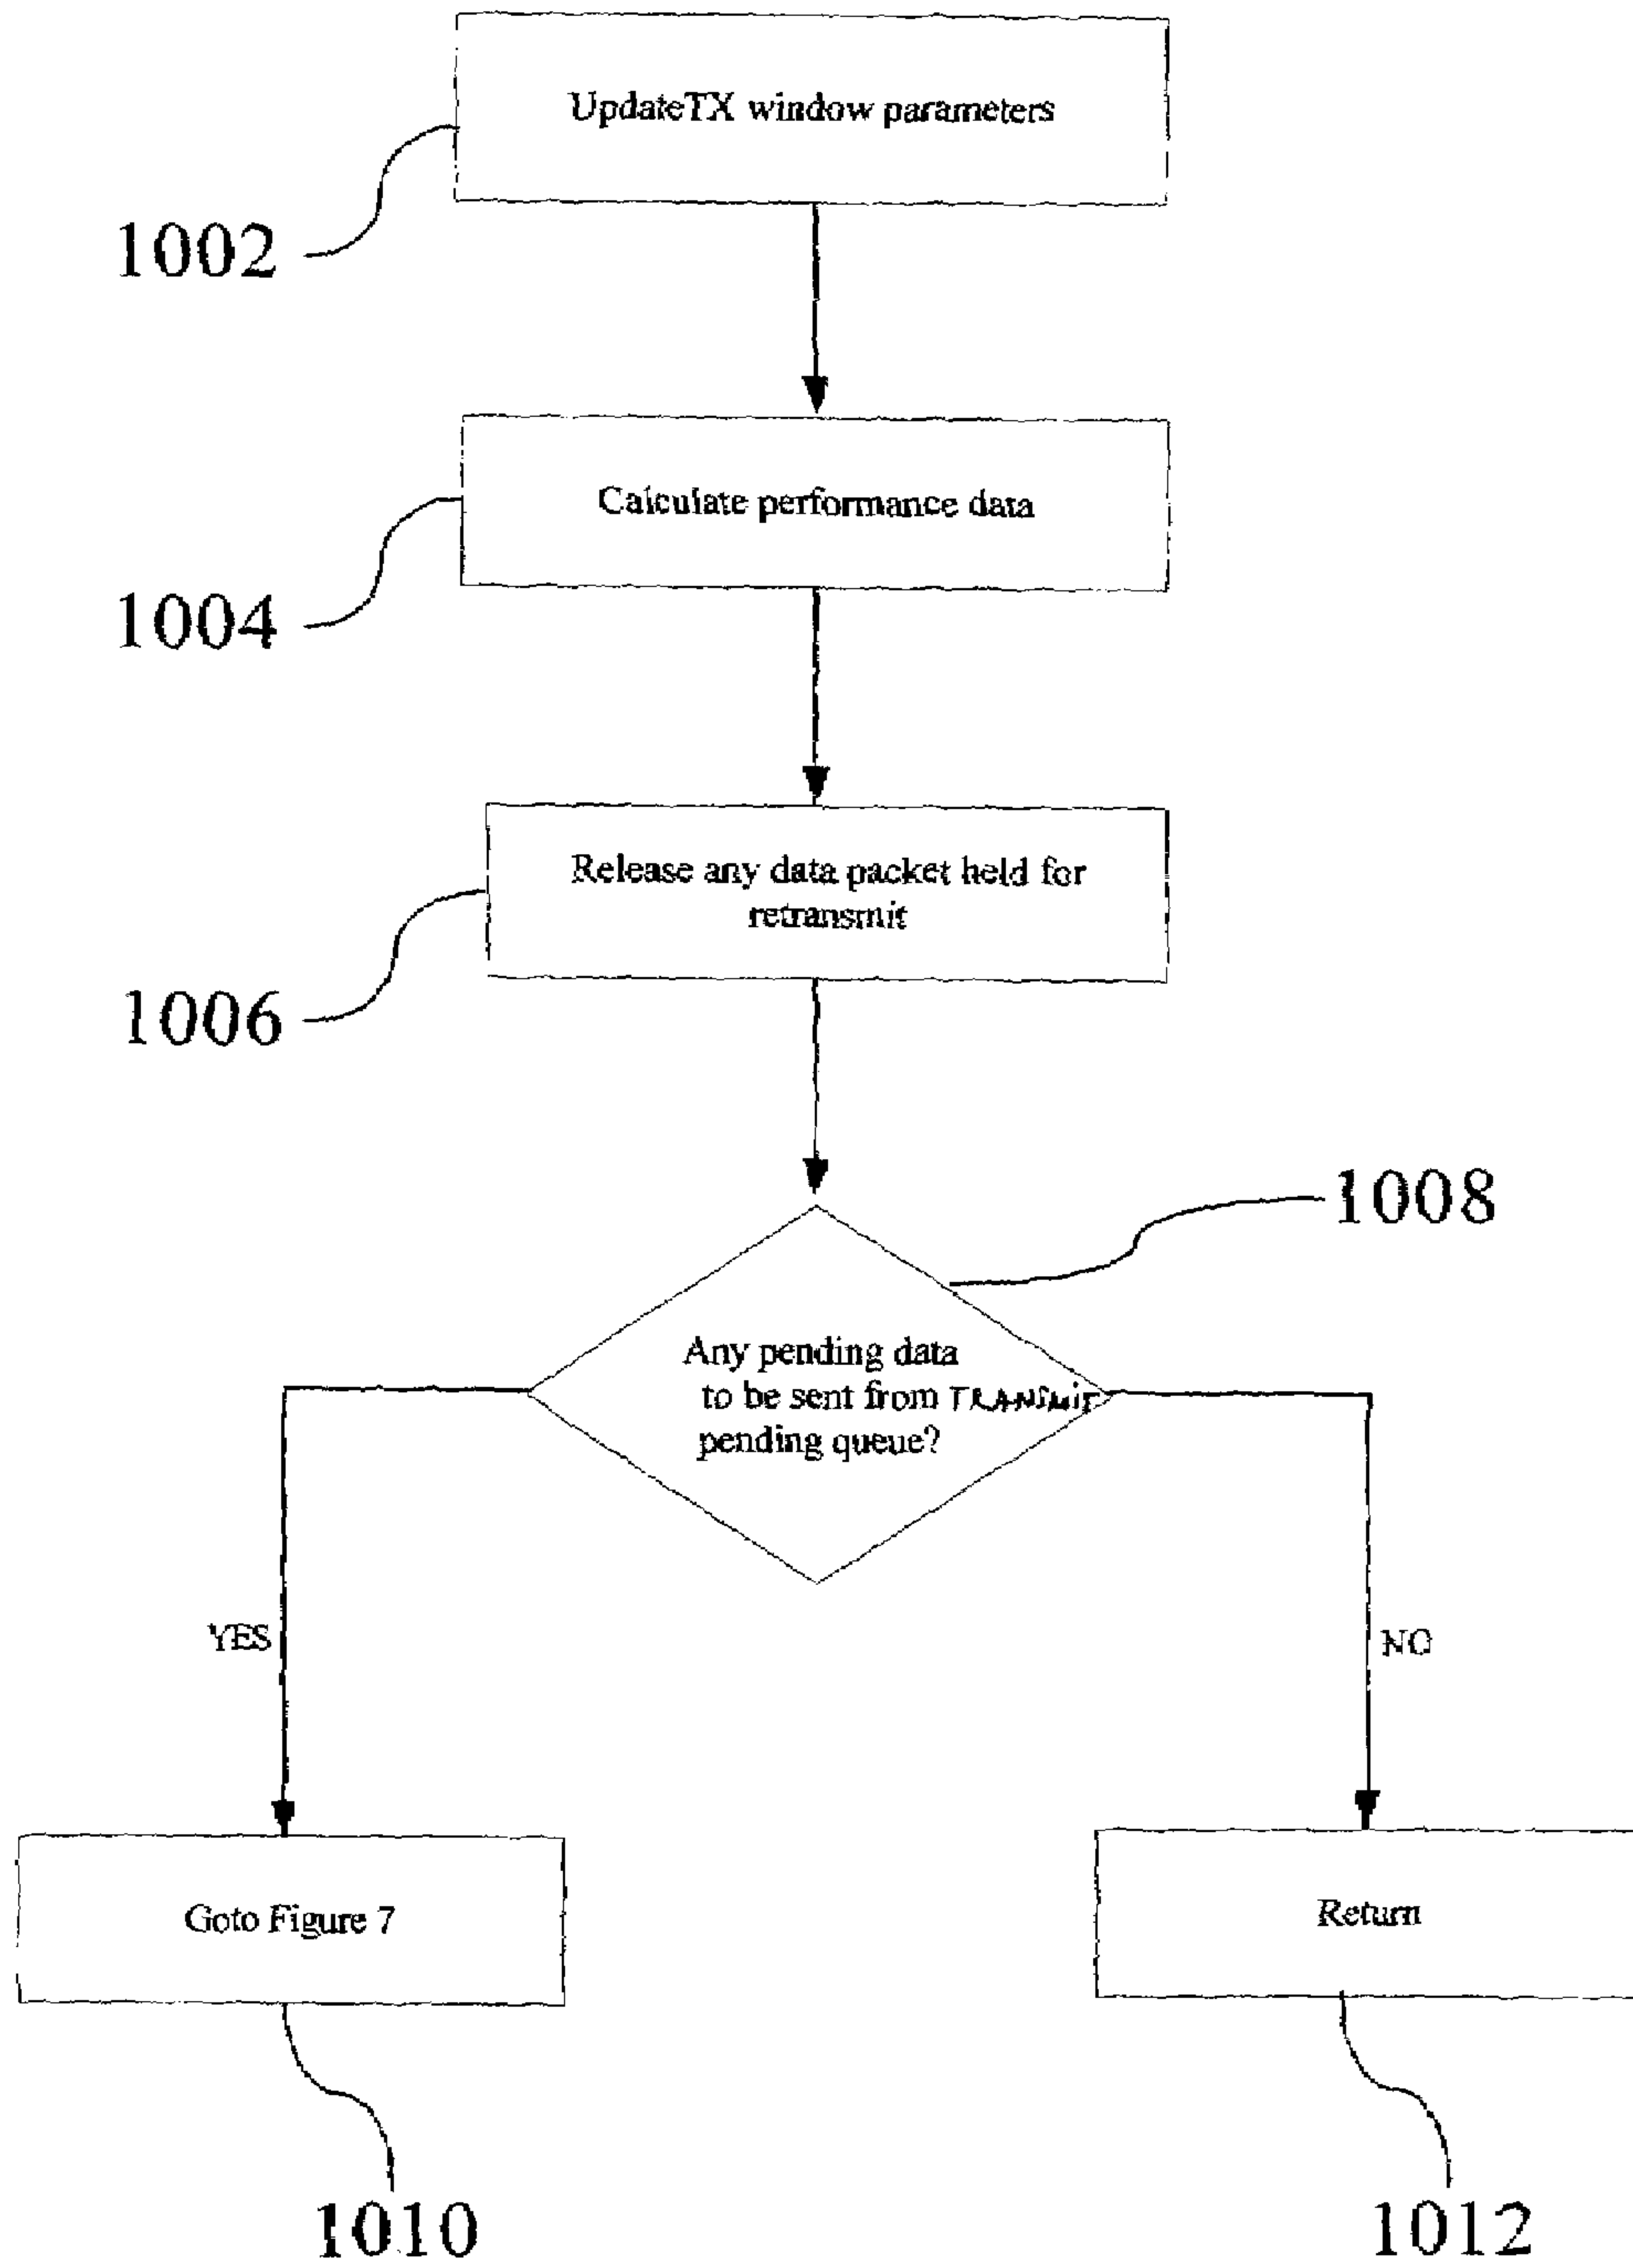 UpdateTX window parameters
1002
Calculate performance data
1004
Release any data packet held for
retransmit
1006
1008
Any pending data
to be sent from TRANSMIT
pending queue?
YES
NO
Goto Figure 7
Return
1010
1012